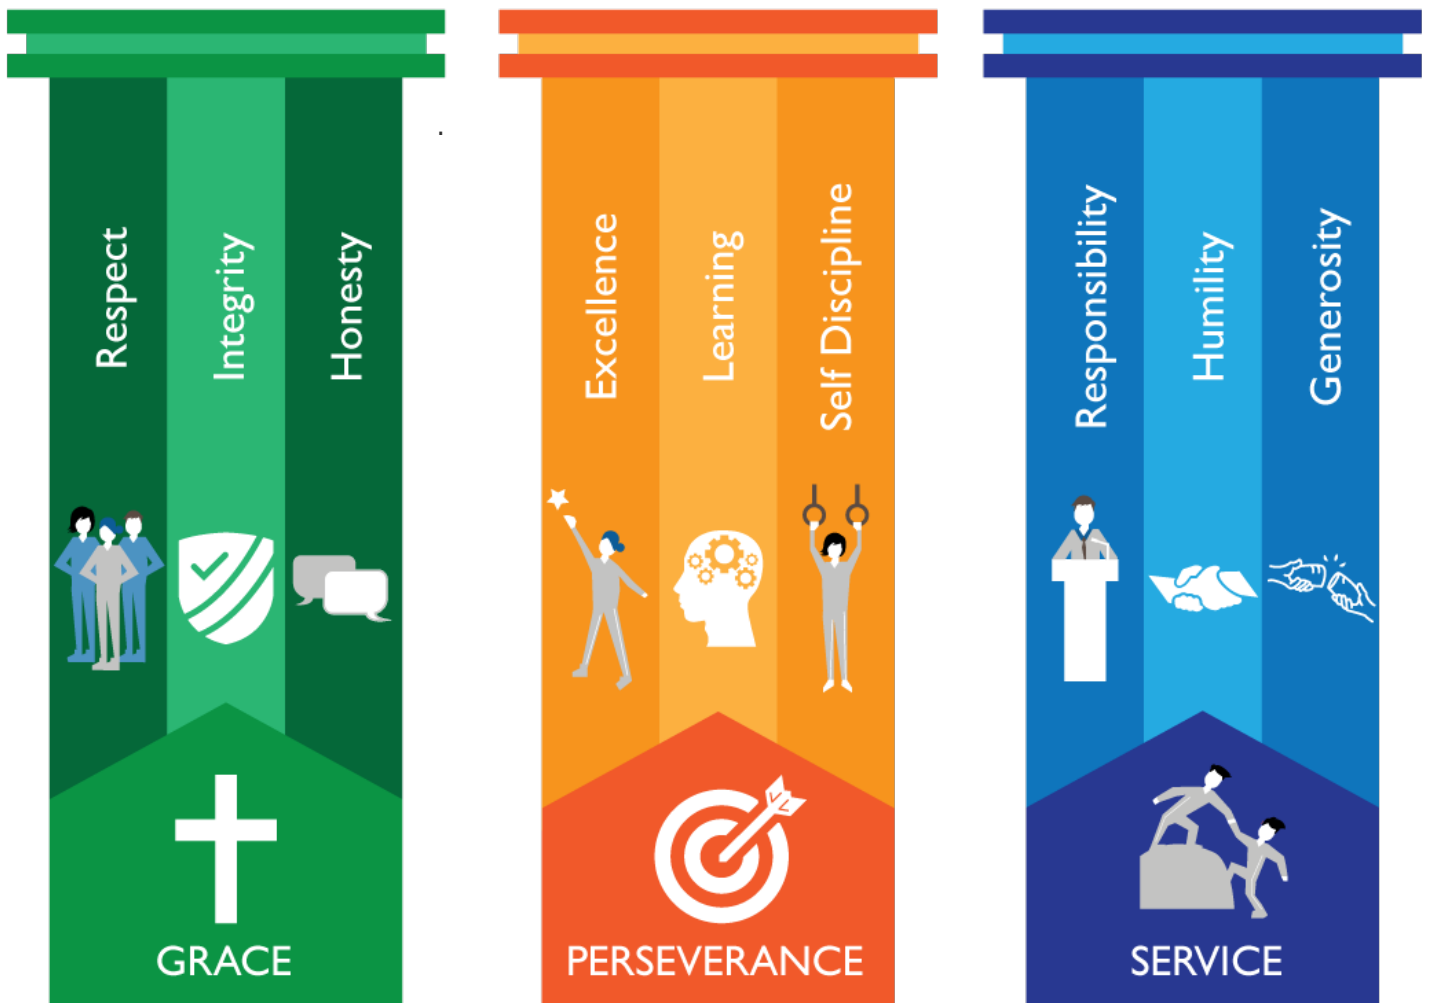 Respect
Integrity
Honesty
GRACE
Excellence
Learning
Self Discipline
PERSEVERANCE
Responsibility
Humility
Generosity
SERVICE